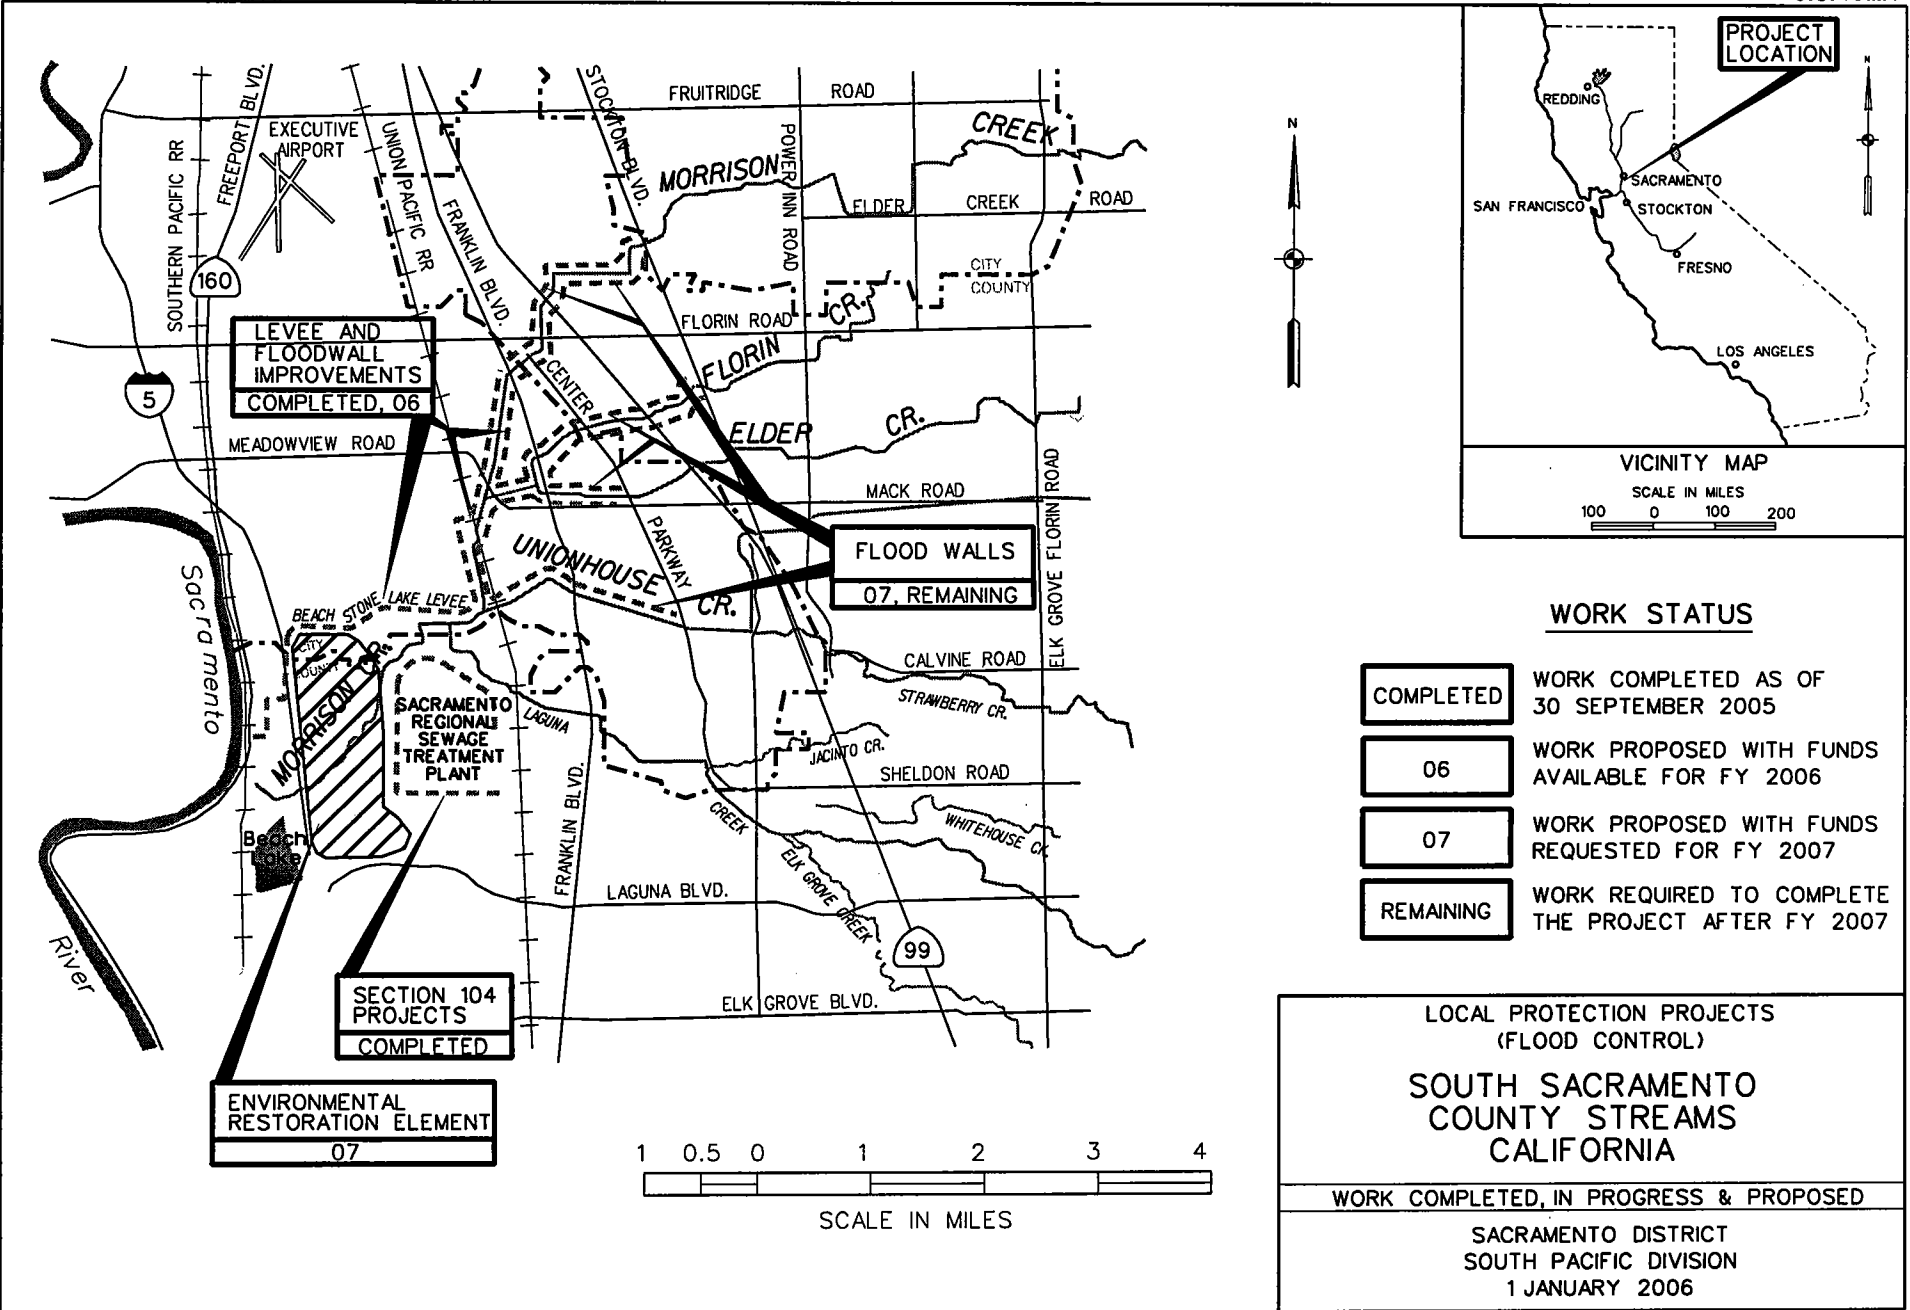 FRUITRIDGE ROAD
STOCKTON BLVD.
FREEPORT BLVD.
EXECUTIVE
AIRPORT
UNION PACIFIC RR
SOUTHERN PACIFIC RR
FRANKLIN BLVD.
POWER INN ROAD
MORRISON CREEK
ELDER CREEK ROAD
160
CITY
COUNTY
FLORIN ROAD
FLORIN CR.
LEVEE AND
FLOODWALL
IMPROVEMENTS
COMPLETED, 06
5
CENTER
PARKWAY
ELDER CR.
MEADOWVIEW ROAD
MACK ROAD
ELK GROVE FLORIN ROAD
UNIONHOUSE CR.
FLOOD WALLS
07, REMAINING
Sacramento
River
BEACH STONE LAKE LEVEE
CITY
COUNTY
MORRISON CR.
SACRAMENTO
REGIONAL
SEWAGE
TREATMENT
PLANT
LAGUNA
CREEK
CALVINE ROAD
STRAWBERRY CR.
JACINTO CR.
SHELDON ROAD
WHITEHOUSE CK.
ELK GROVE CREEK
FRANKLIN BLVD.
Beach
Lake
LAGUNA BLVD.
99
ELK GROVE BLVD.
SECTION 104
PROJECTS
COMPLETED
ENVIRONMENTAL
RESTORATION ELEMENT
07
1 0.5 0 1 2 3 4
SCALE IN MILES
N
PROJECT
LOCATION
N
REDDING
SACRAMENTO
SAN FRANCISCO
STOCKTON
FRESNO
LOS ANGELES
VICINITY MAP
SCALE IN MILES
100 0 100 200
WORK STATUS
COMPLETED
WORK COMPLETED AS OF
30 SEPTEMBER 2005
06
WORK PROPOSED WITH FUNDS
AVAILABLE FOR FY 2006
07
WORK PROPOSED WITH FUNDS
REQUESTED FOR FY 2007
REMAINING
WORK REQUIRED TO COMPLETE
THE PROJECT AFTER FY 2007
LOCAL PROTECTION PROJECTS
(FLOOD CONTROL)
SOUTH SACRAMENTO
COUNTY STREAMS
CALIFORNIA
WORK COMPLETED, IN PROGRESS & PROPOSED
SACRAMENTO DISTRICT
SOUTH PACIFIC DIVISION
1 JANUARY 2006